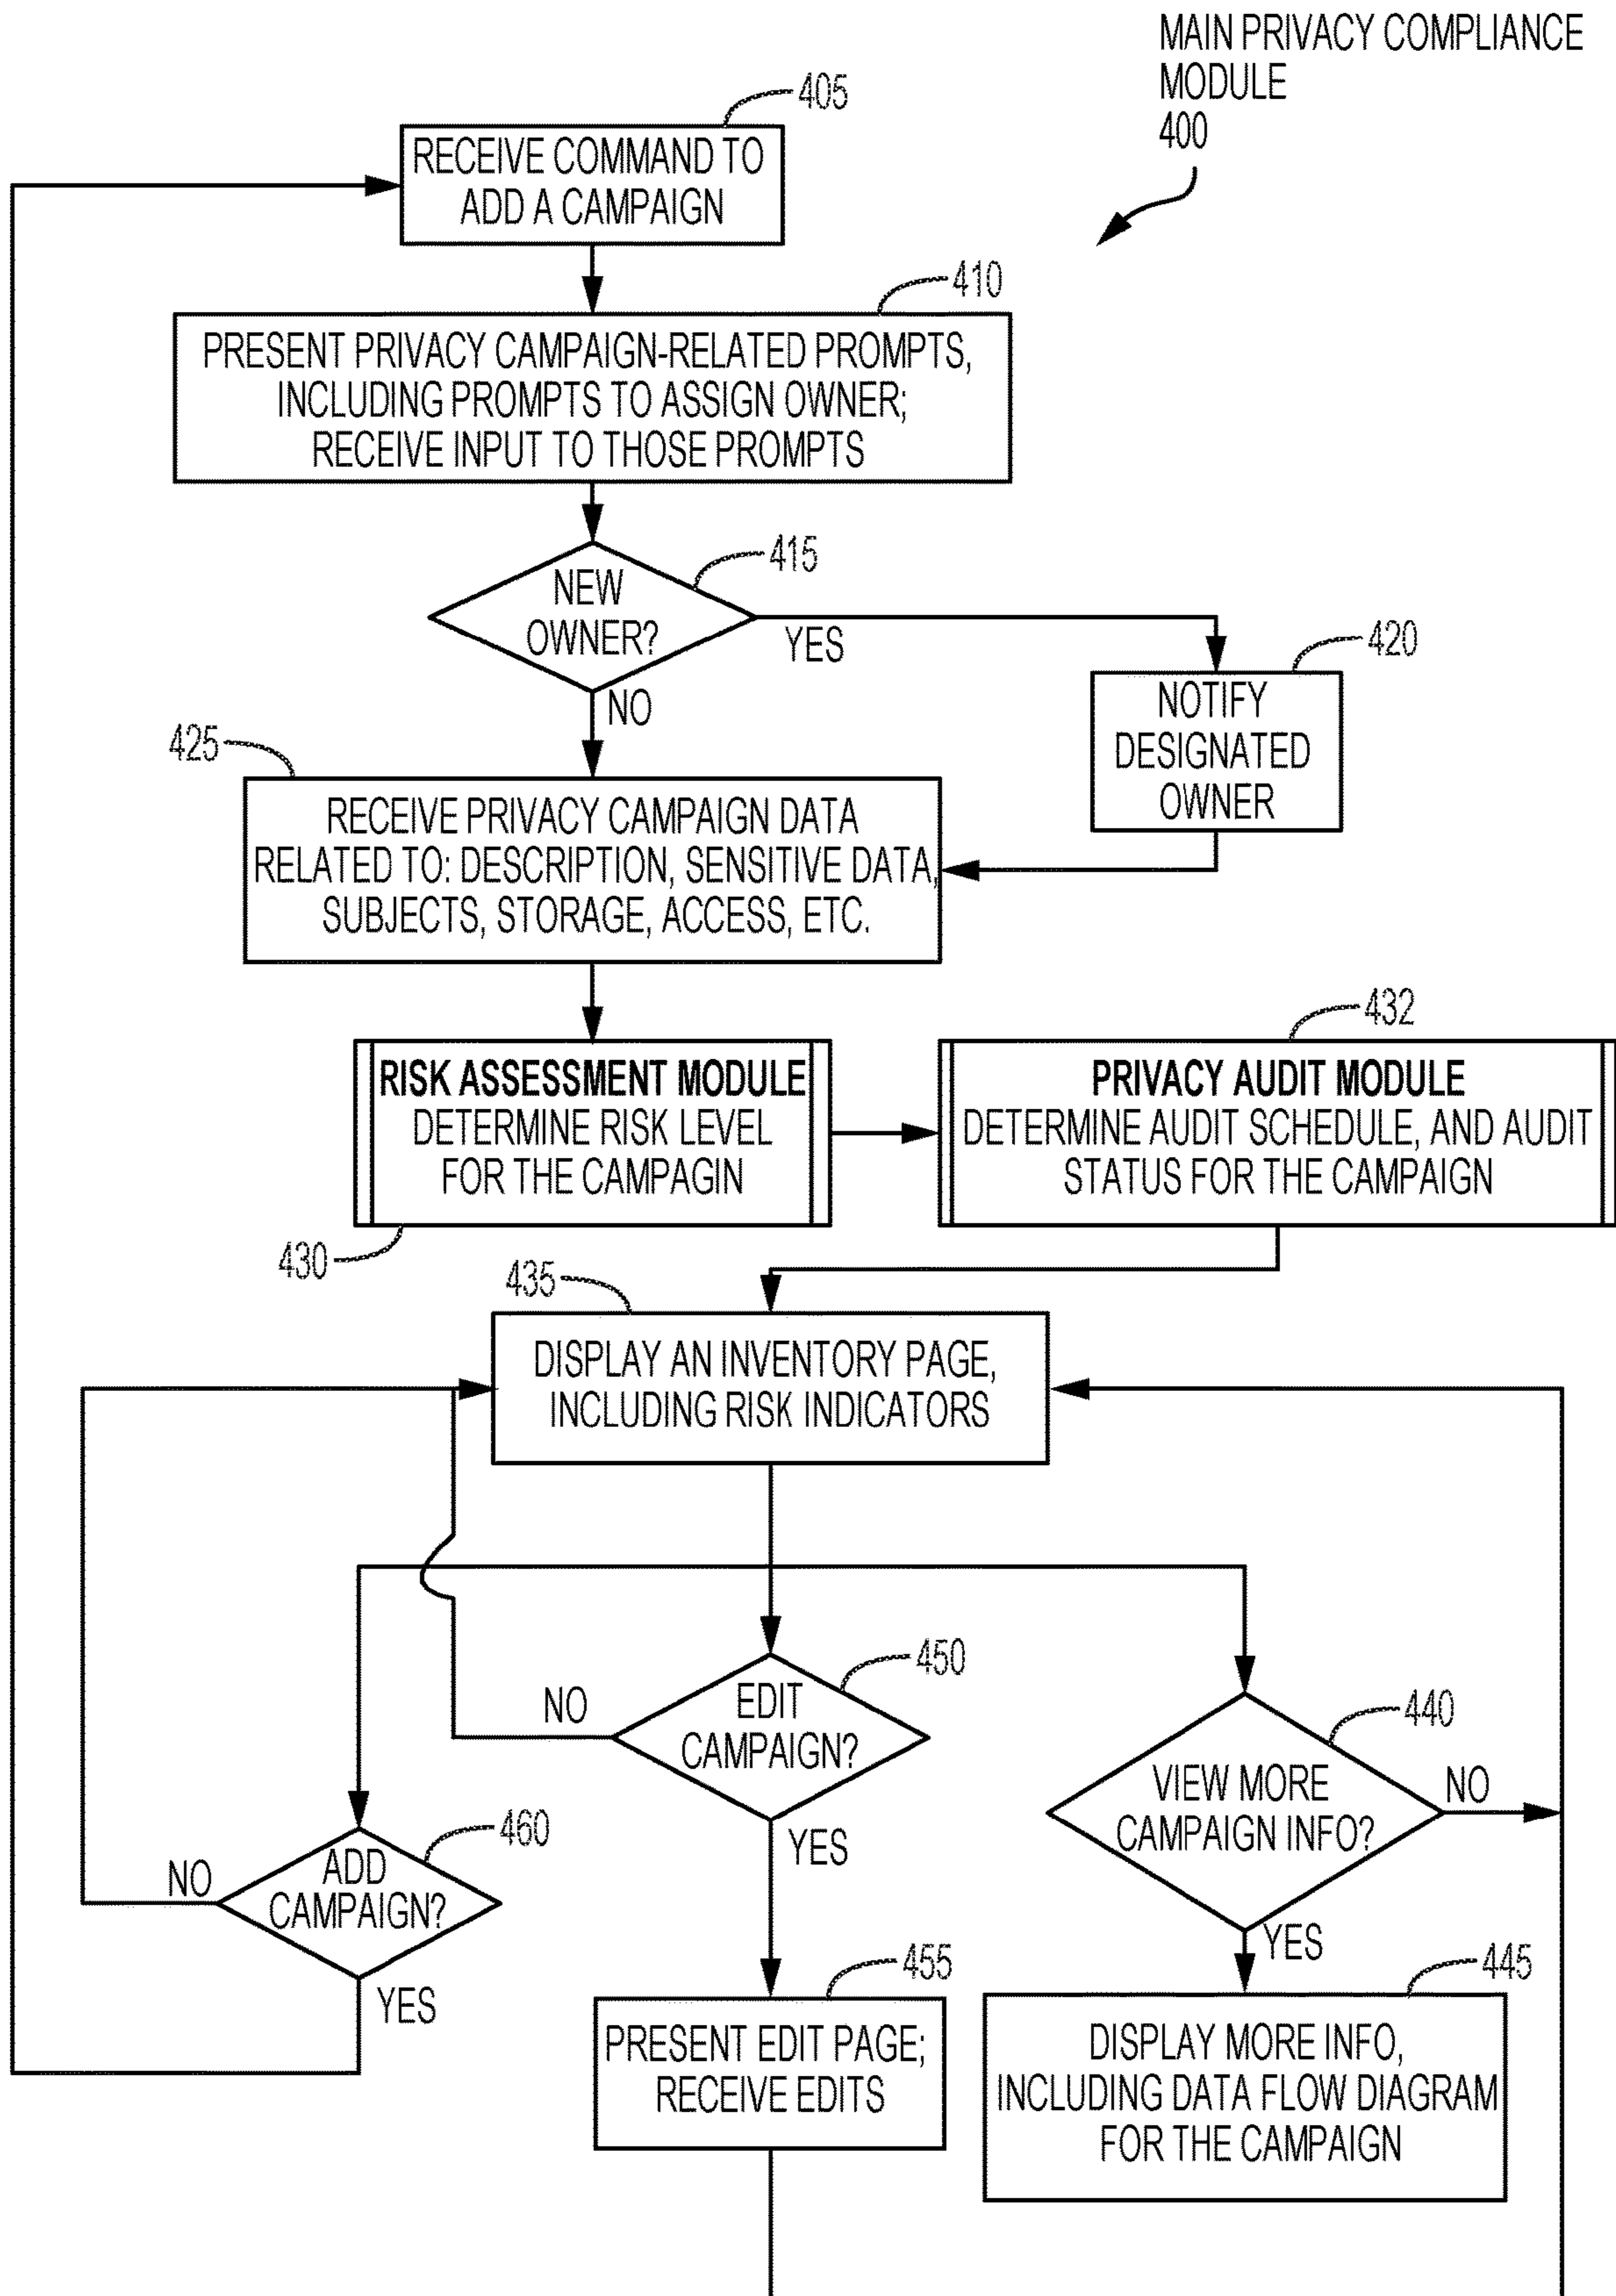 MAIN PRIVACY COMPLIANCE
MODULE
400
405
RECEIVE COMMAND TO
ADD A CAMPAIGN
410
PRESENT PRIVACY CAMPAIGN-RELATED PROMPTS,
INCLUDING PROMPTS TO ASSIGN OWNER;
RECEIVE INPUT TO THOSE PROMPTS
415
NEW
OWNER?
YES
NO
420
NOTIFY
DESIGNATED
OWNER
425
RECEIVE PRIVACY CAMPAIGN DATA
RELATED TO: DESCRIPTION, SENSITIVE DATA,
SUBJECTS, STORAGE, ACCESS, ETC.
RISK ASSESSMENT MODULE
DETERMINE RISK LEVEL
FOR THE CAMPAGIN
430
432
PRIVACY AUDIT MODULE
DETERMINE AUDIT SCHEDULE, AND AUDIT
STATUS FOR THE CAMPAIGN
435
DISPLAY AN INVENTORY PAGE,
INCLUDING RISK INDICATORS
450
EDIT
CAMPAIGN?
NO
YES
440
VIEW MORE
CAMPAIGN INFO?
NO
YES
460
ADD
CAMPAIGN?
NO
YES
455
PRESENT EDIT PAGE;
RECEIVE EDITS
445
DISPLAY MORE INFO,
INCLUDING DATA FLOW DIAGRAM
FOR THE CAMPAIGN